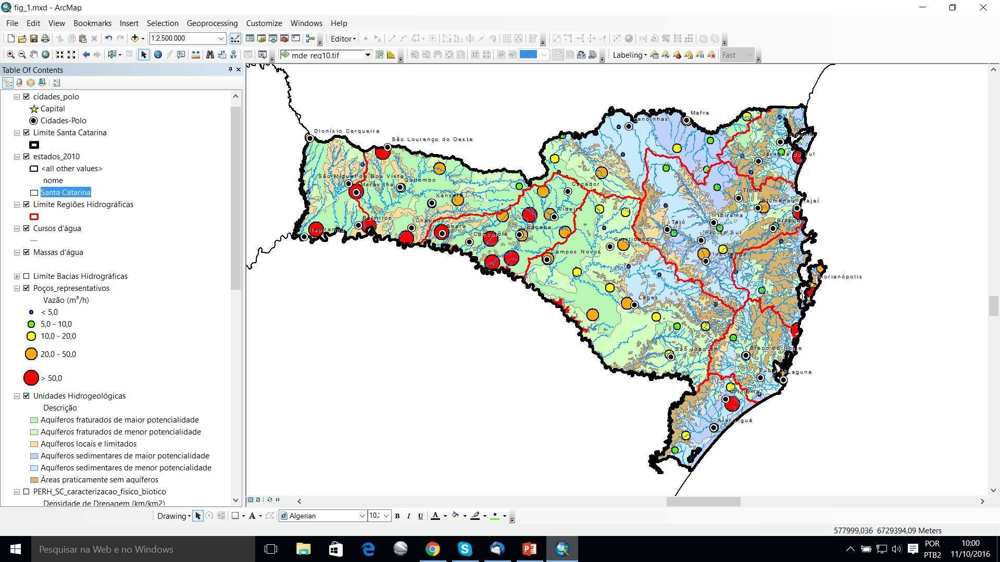 fig_1.mxd - ArcMap
File Edit View Bookmarks Insert Selection Geoprocessing Customize Windows Help
1:2.500.000
Editor
mde_reg10.tif
100%
Labeling
Fast
Table Of Contents
cidades_polo
Capital
Cidades-Polo
Limite Santa Catarina
estados_2010
<all other values>
nome
Santa Catarina
Limite Regiões Hidrográficas
Cursos d'água
Massas d'água
Limite Bacias Hidrográficas
Poços_representativos
Vazão (m³/h)
< 5,0
5,0 - 10,0
10,0 - 20,0
20,0 - 50,0
> 50,0
Unidades Hidrogeológicas
Descrição
Aquíferos fraturados de maior potencialidade
Aquíferos fraturados de menor potencialidade
Aquíferos locais e limitados
Aquíferos sedimentares de maior potencialidade
Aquíferos sedimentares de menor potencialidade
Áreas praticamente sem aquíferos
PERH_SC_caracterizacao_fisico_biotico
Densidade de Drenagem (km/km2)
Mafra
Canoinhas
Dionísio Cerqueira
São Lourenço do Oeste
Jaraguá do Sul
São Miguel da Boa Vista
Quilombo
Maravilha
Caçador
Xanxerê
Timbó
Blumenau
Itajaí
Videira
Ibirama
Palmitos
Chapecó
Seara
Joaçaba
Taió
Brusque
Itapiranga
Concórdia
Rio do Sul
Curitibanos
Campos Novos
Ituporanga
Florianópolis
Lages
São Joaquim
Braço do Norte
Laguna
Criciúma
Araranguá
Drawing
Algerian
B I U
A
577999,036 6729394,09 Meters
Pesquisar na Web e no Windows
POR
PTB2
10:00
11/10/2016